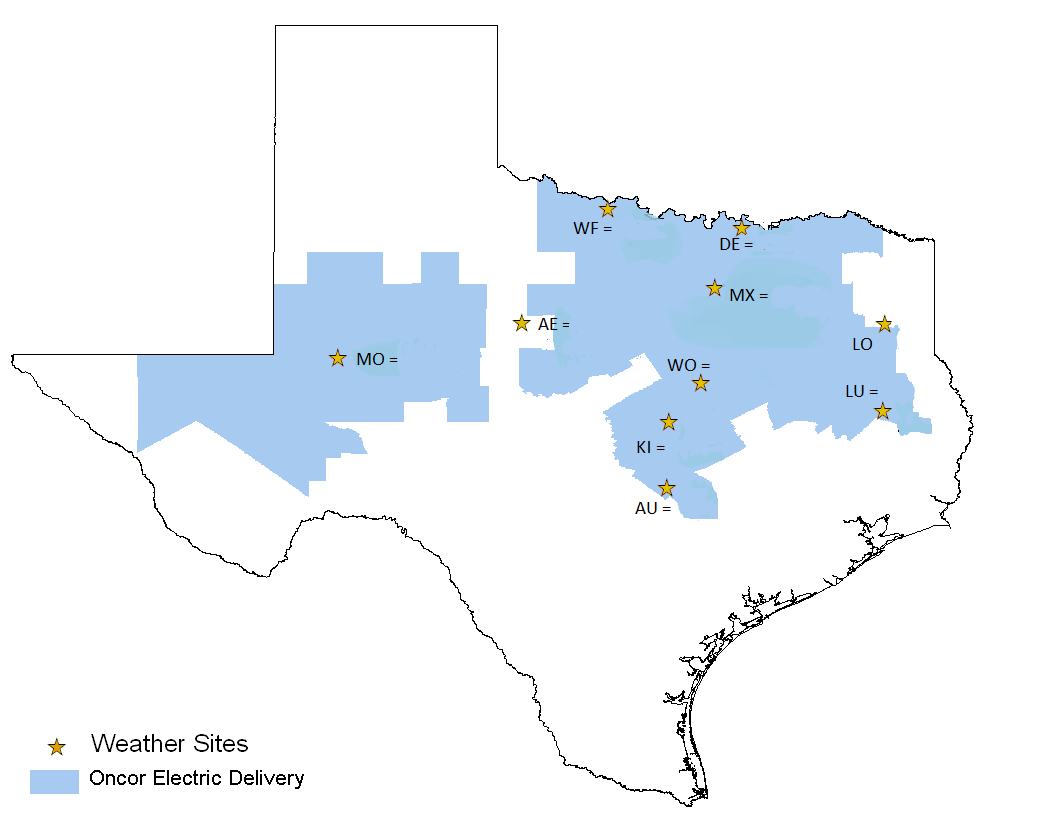 WF =
DE =
MX =
AE =
LO
MO =
WO =
LU =
KI =
AU =
Weather Sites
Oncor Electric Delivery